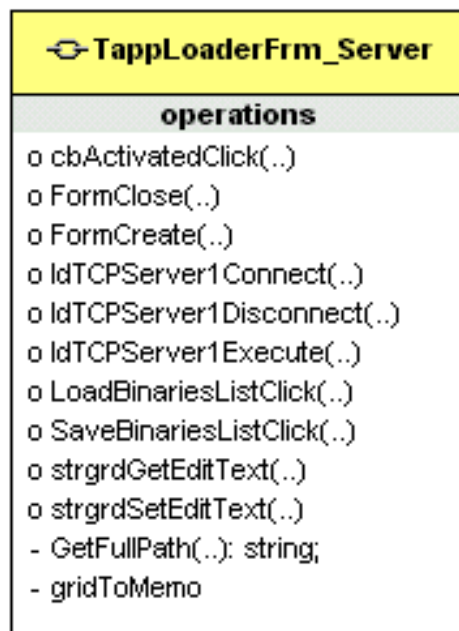 TappLoaderFrm_Server
operations
o cbActivatedClick(..)
o FormClose(..)
o FormCreate(..)
o IdTCPServer1Connect(..)
o IdTCPServer1Disconnect(..)
o IdTCPServer1Execute(..)
o LoadBinariesListClick(..)
o SaveBinariesListClick(..)
o strgrdGetEditText(..)
o strgrdSetEditText(..)
- GetFullPath(..): string;
- gridToMemo